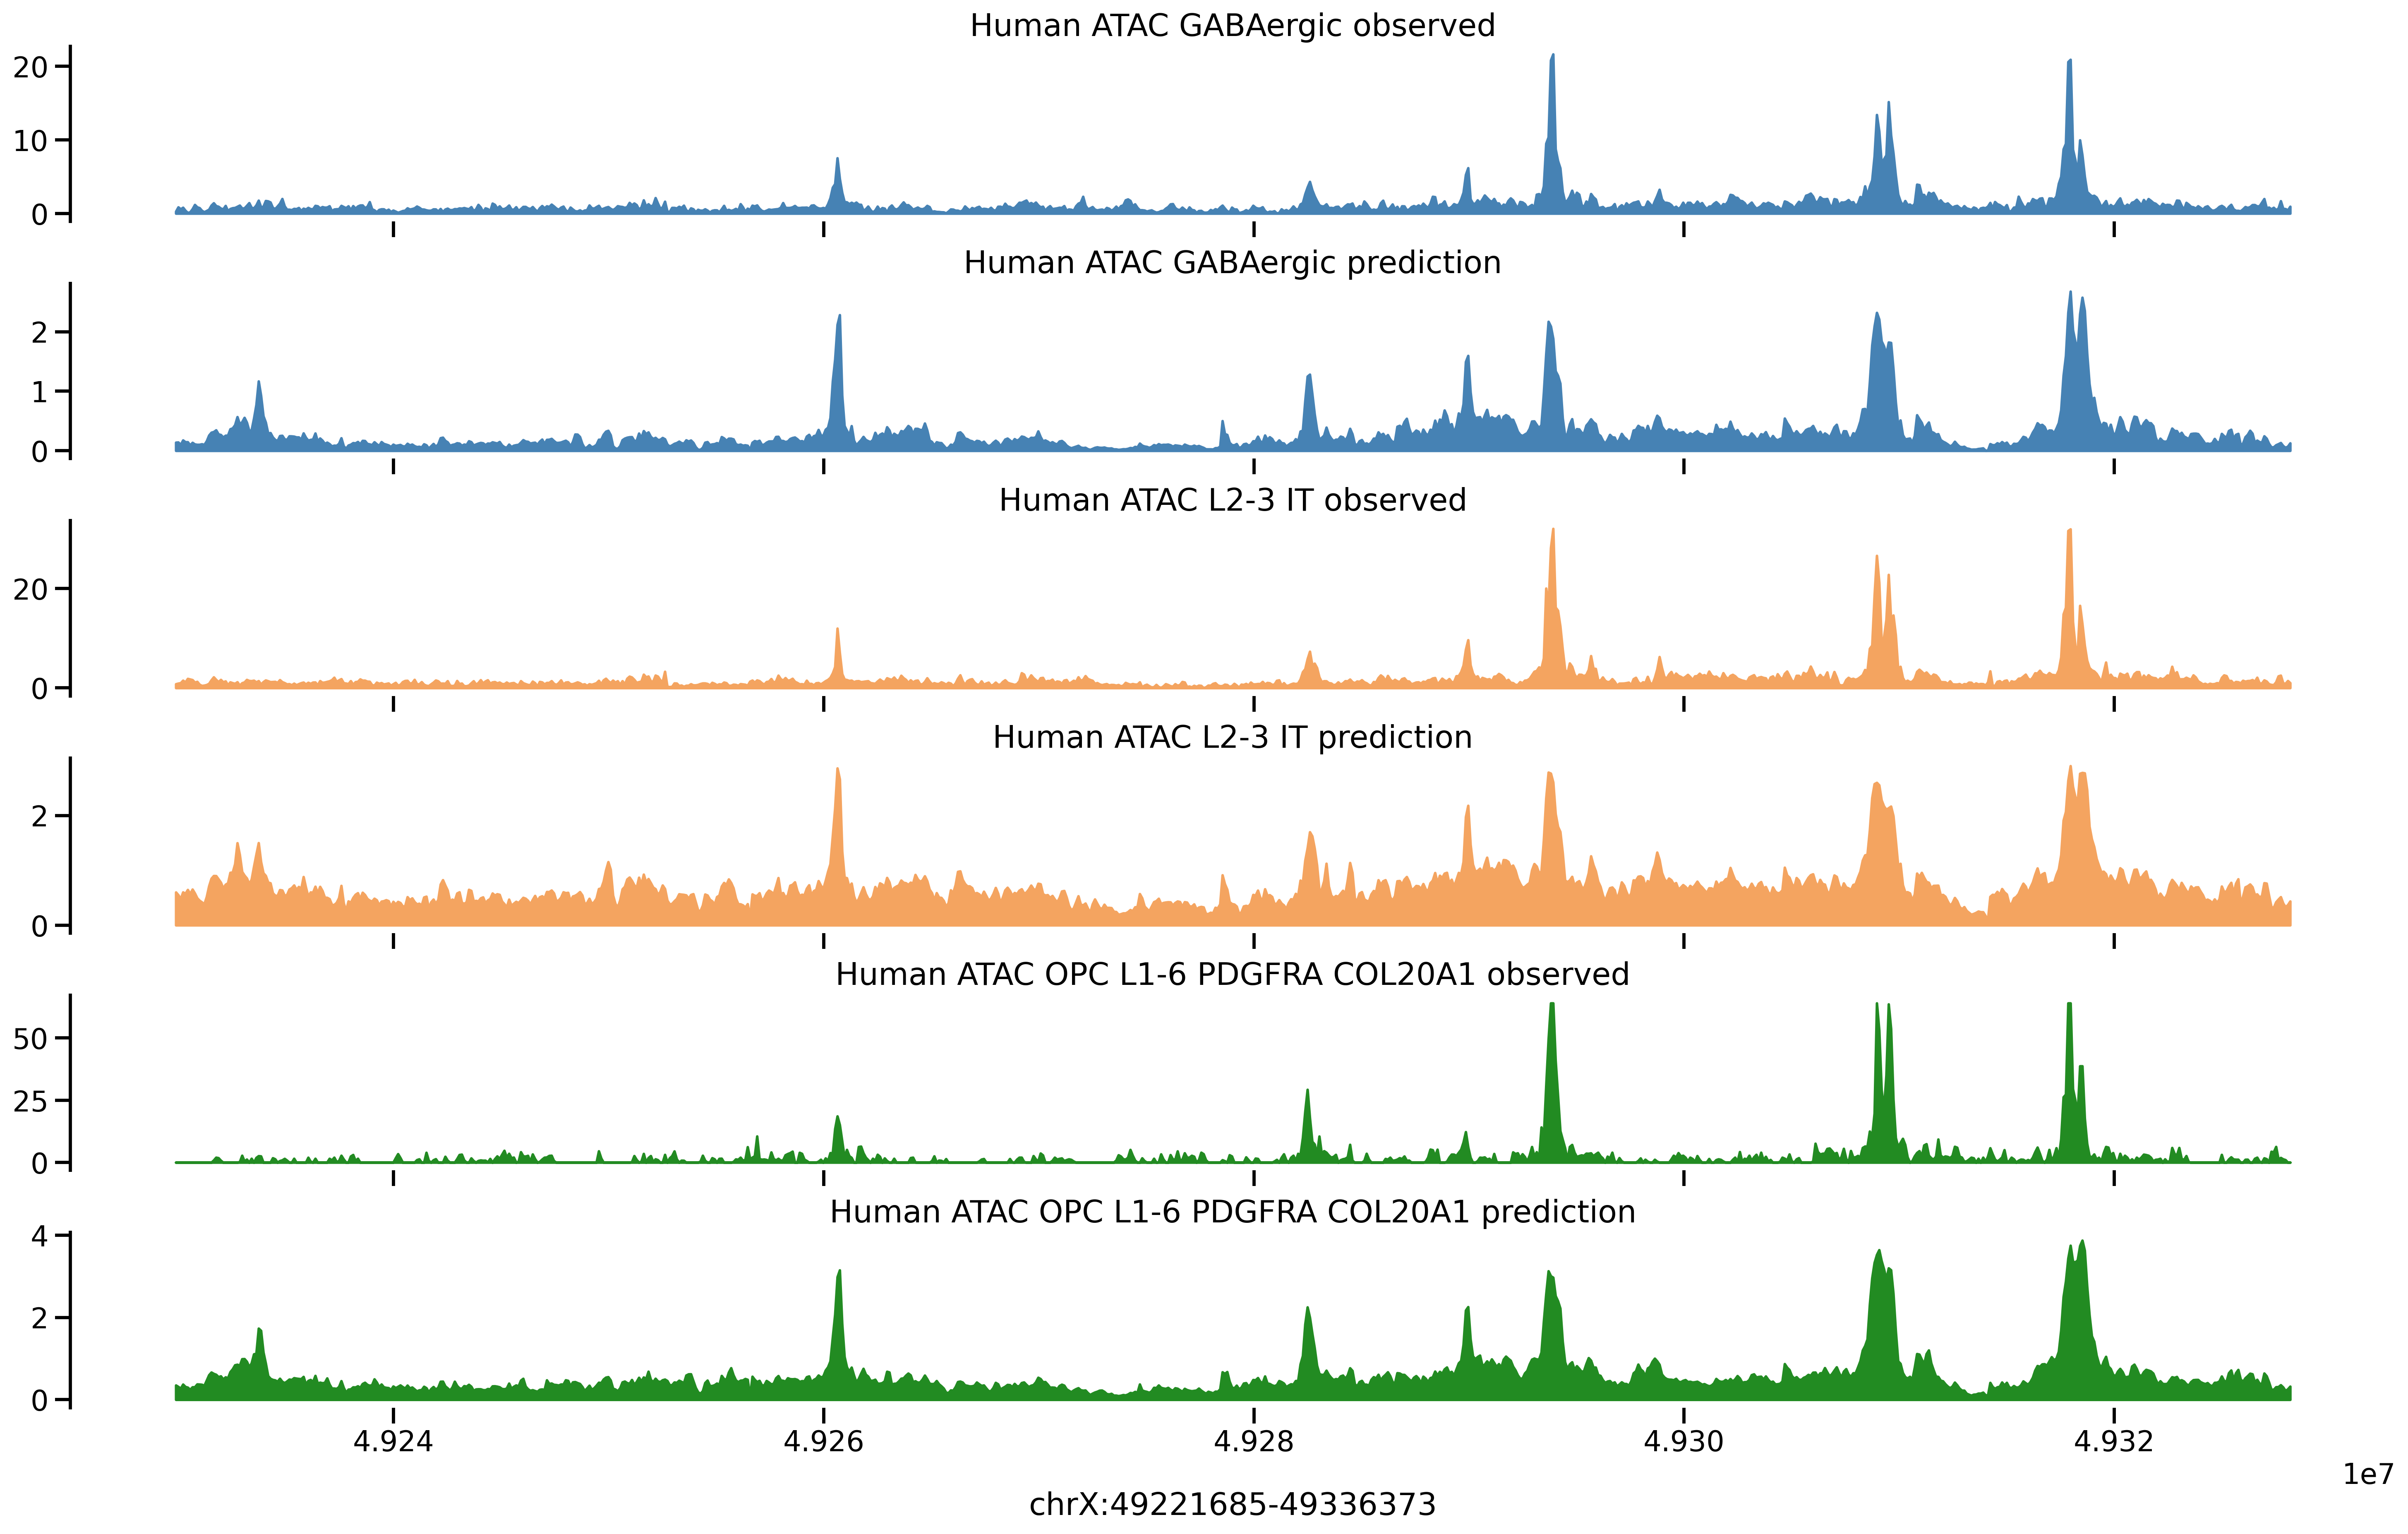 Human ATAC GABAergic observed
20
10
0
Human ATAC GABAergic prediction
2
1
0
Human ATAC L2-3 IT observed
20
0
Human ATAC L2-3 IT prediction
2
0
Human ATAC OPC L1-6 PDGFRA COL20A1 observed
50
25
0
Human ATAC OPC L1-6 PDGFRA COL20A1 prediction
4
2
0
4.924 4.926 4.928 4.930 4.932
1e7
chrX:49221685-49336373